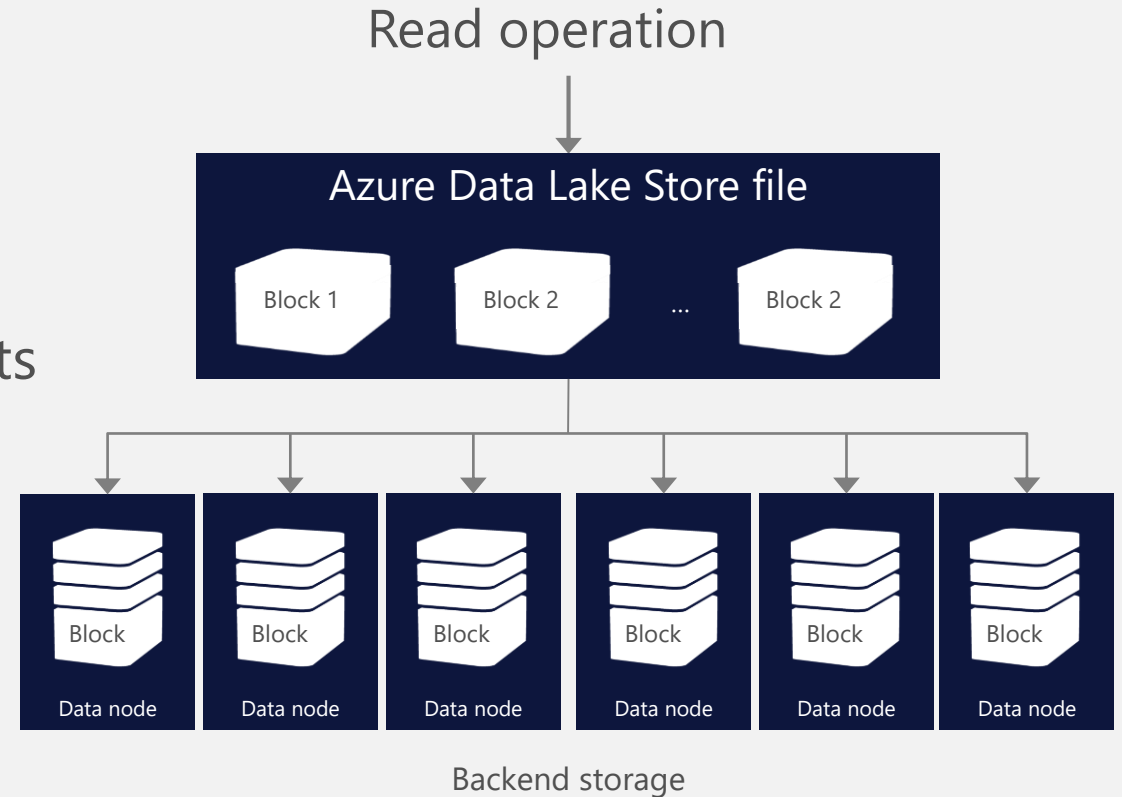 Read operation
Azure Data Lake Store file
Block 1 Block 2 ... Block 2
ts
Block Block Block Block Block Block
Data node Data node Data node Data node Data node Data node
Backend storage